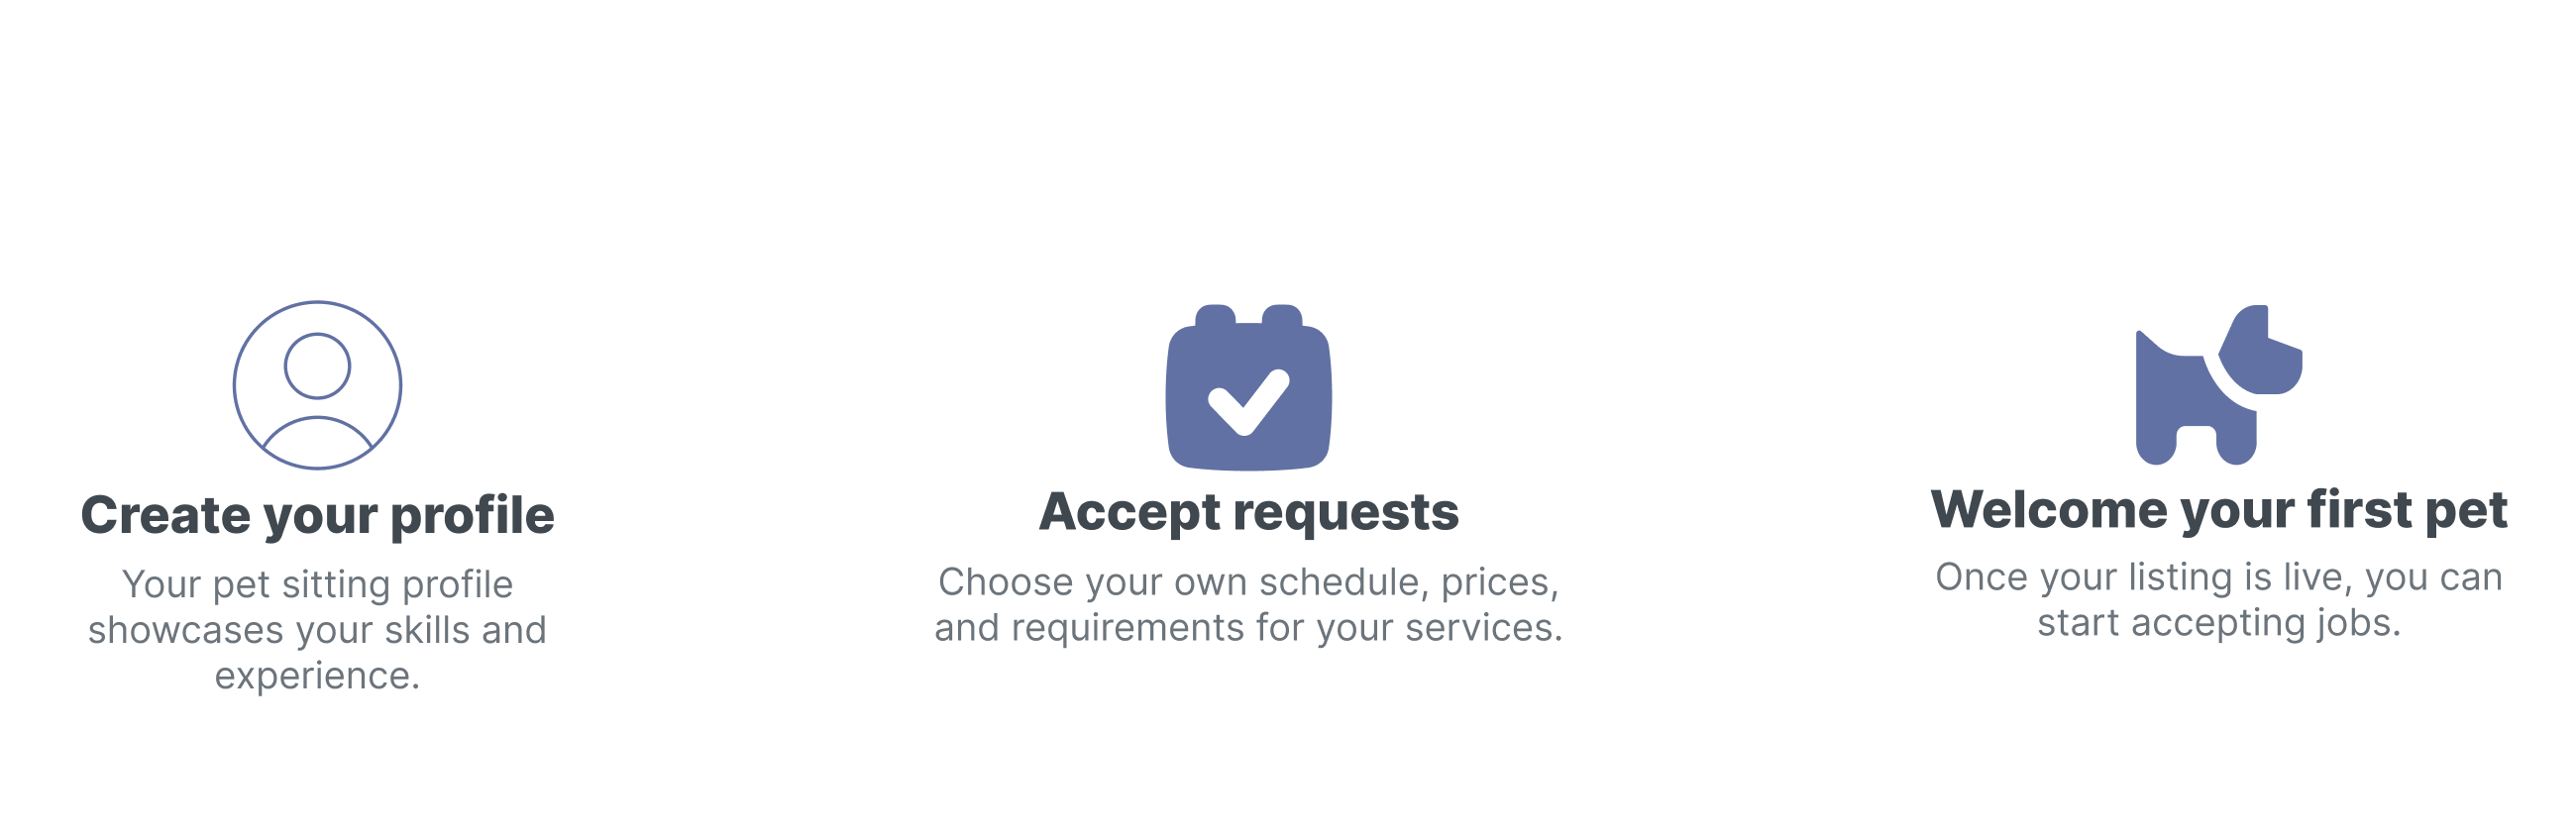 Create your profile
Your pet sitting profile
showcases your skills and
experience.
Accept requests
Choose your own schedule, prices,
and requirements for your services.
Welcome your first pet
Once your listing is live, you can
start accepting jobs.